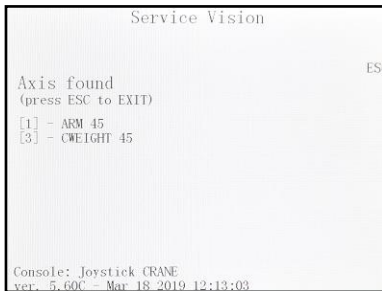 Service Vision
ES
Axis found
(press ESC to EXIT)
[1] - ARM 45
[3] - CWEIGHT 45
Console: Joystick CRANE
ver. 5.60C - Mar 18 2019 12:13:03